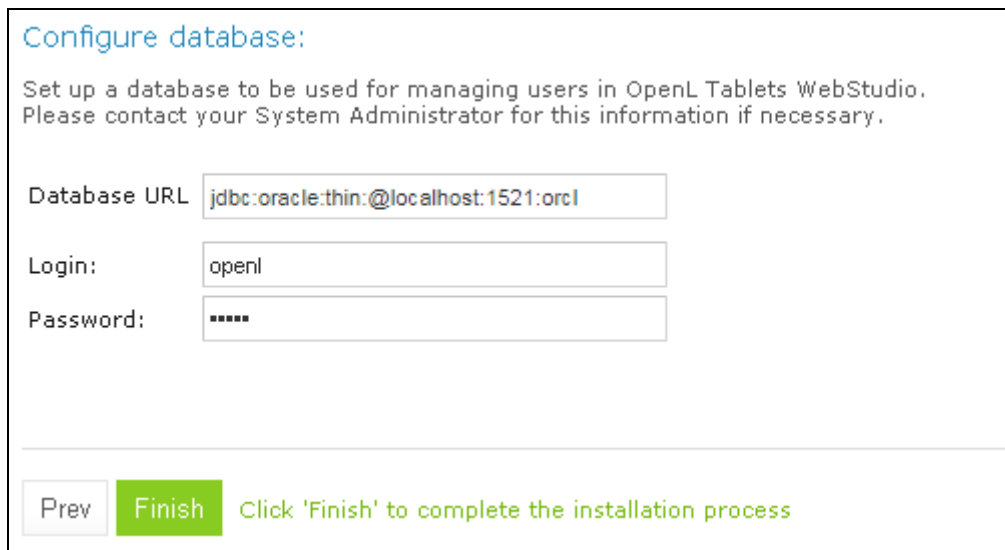 Configure database:
Set up a database to be used for managing users in OpenL Tablets WebStudio.
Please contact your System Administrator for this information if necessary.
Database URL jdbc:oracle:thin:@localhost:1521:orcl
Login: openl
Password: •••••
Prev Finish Click 'Finish' to complete the installation process